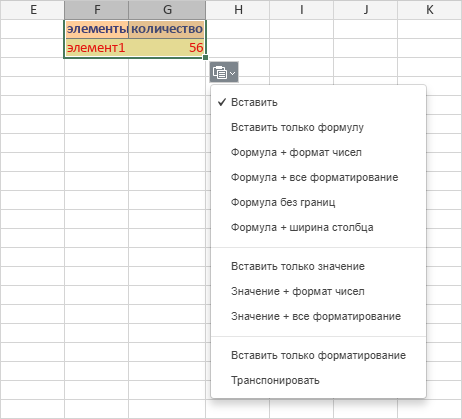 E F G H I J K
элементы количество
элемент1 56
Вставить
Вставить только формулу
Формула + формат чисел
Формула + все форматирование
Формула без границ
Формула + ширина столбца
Вставить только значение
Значение + формат чисел
Значение + все форматирование
Вставить только форматирование
Транспонировать